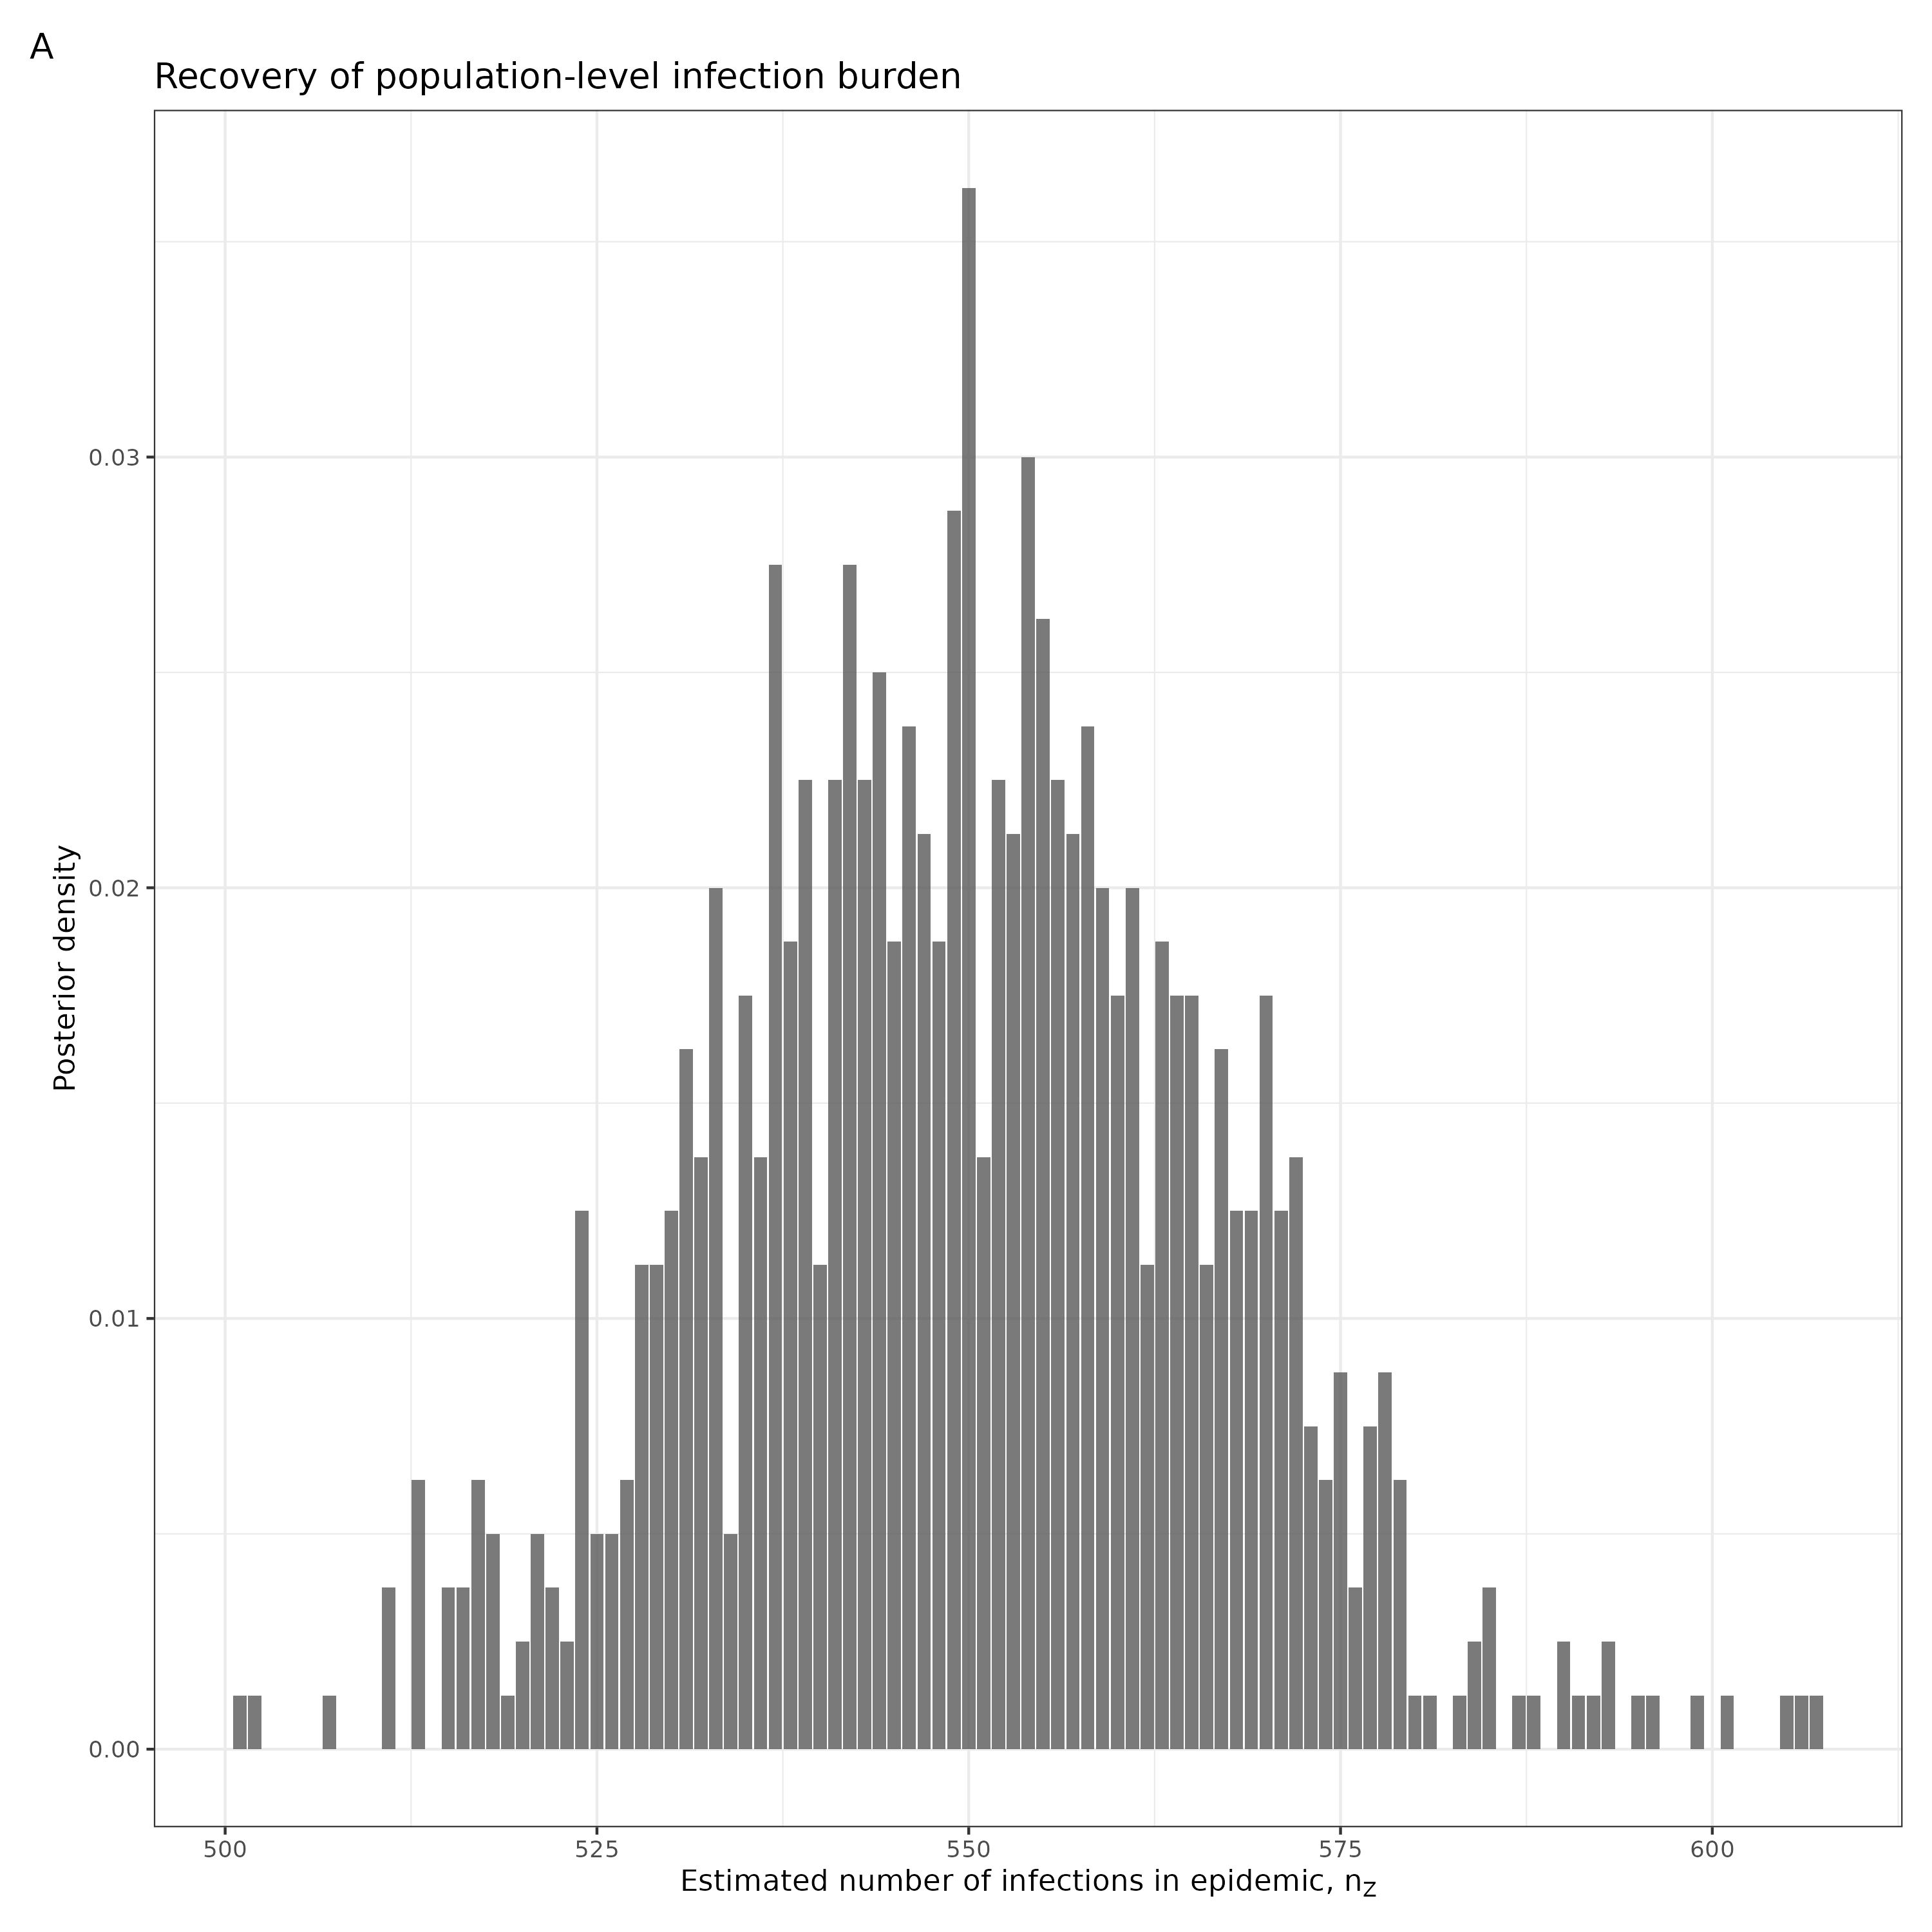 A
Recovery of population-level infection burden
Posterior density
0.03
0.02
0.01
0.00
500 525 550 575 600
Estimated number of infections in epidemic, nZ